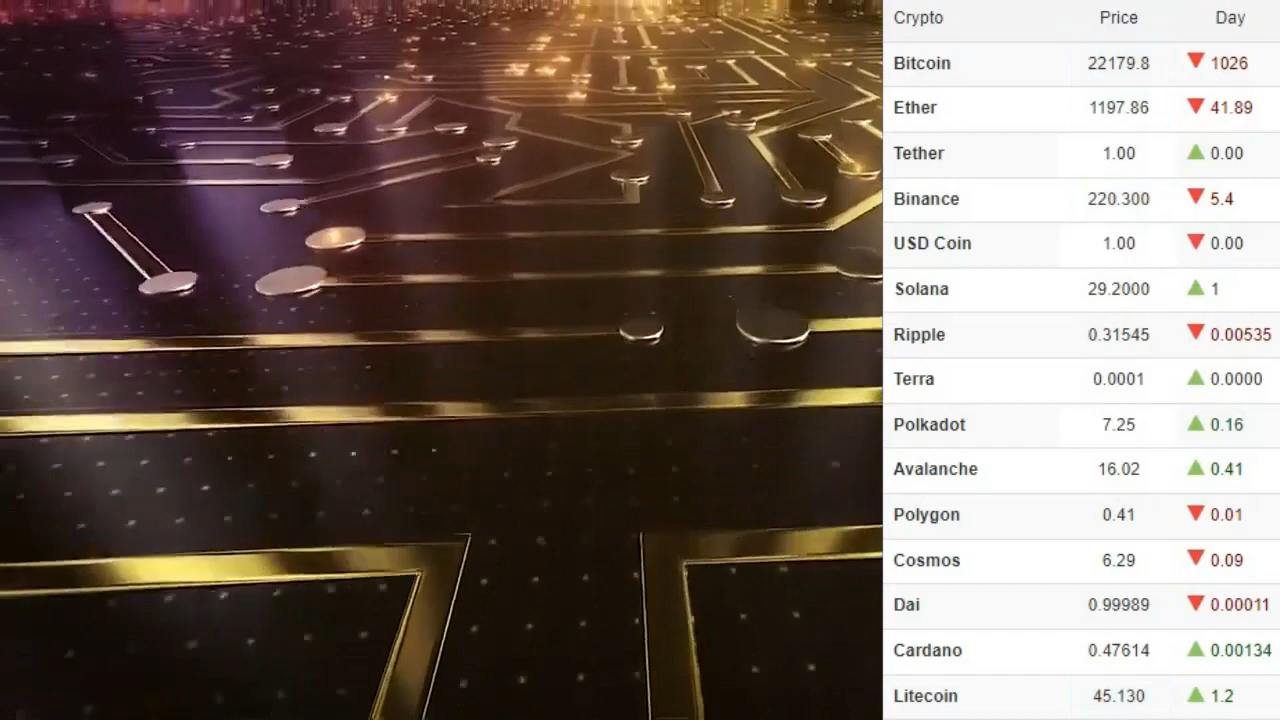 Crypto Price Day
Bitcoin 22179.8 ▼ 1026
Ether 1197.86 ▼ 41.89
Tether 1.00 ▲ 0.00
Binance 220.300 ▼ 5.4
USD Coin 1.00 ▼ 0.00
Solana 29.2000 ▲ 1
Ripple 0.31545 ▼ 0.00535
Terra 0.0001 ▲ 0.0000
Polkadot 7.25 ▲ 0.16
Avalanche 16.02 ▲ 0.41
Polygon 0.41 ▼ 0.01
Cosmos 6.29 ▼ 0.09
Dai 0.99989 ▼ 0.00011
Cardano 0.47614 ▲ 0.00134
Litecoin 45.130 ▲ 1.2